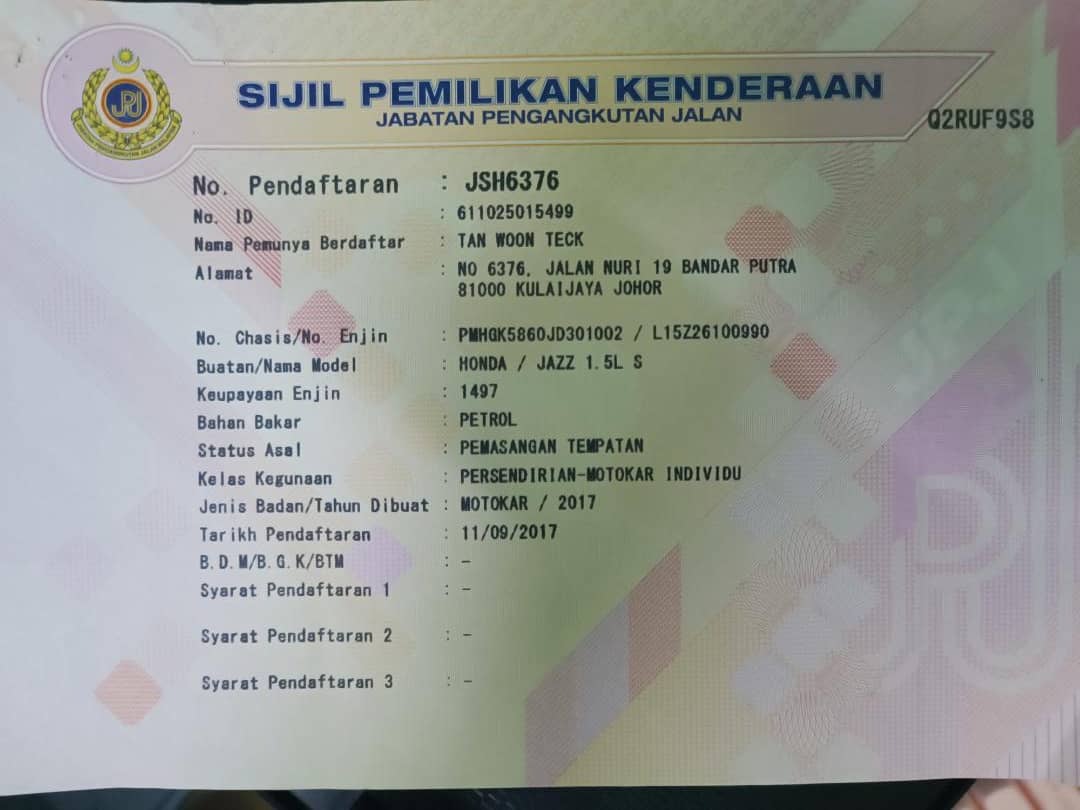 SIJIL PEMILIKAN KENDERAAN
JABATAN PENGANGKUTAN JALAN
Q2RUF9S8
No. Pendaftaran : JSH6376
No. ID : 611025015499
Nama Pemunya Berdaftar : TAN WOON TECK
Alamat : NO 6376, JALAN NURI 19 BANDAR PUTRA
81000 KULAIJAYA JOHOR
No. Chasis/No. Enjin : PMHGK5860JD301002 / L15Z26100990
Buatan/Nama Model : HONDA / JAZZ 1.5L S
Keupayaan Enjin : 1497
Bahan Bakar : PETROL
Status Asal : PEMASANGAN TEMPATAN
Kelas Kegunaan : PERSENDIRIAN-MOTOKAR INDIVIDU
Jenis Badan/Tahun Dibuat : MOTOKAR / 2017
Tarikh Pendaftaran : 11/09/2017
B.D.M/B.G.K/BTM : -
Syarat Pendaftaran 1 : -
Syarat Pendaftaran 2 : -
Syarat Pendaftaran 3 : -